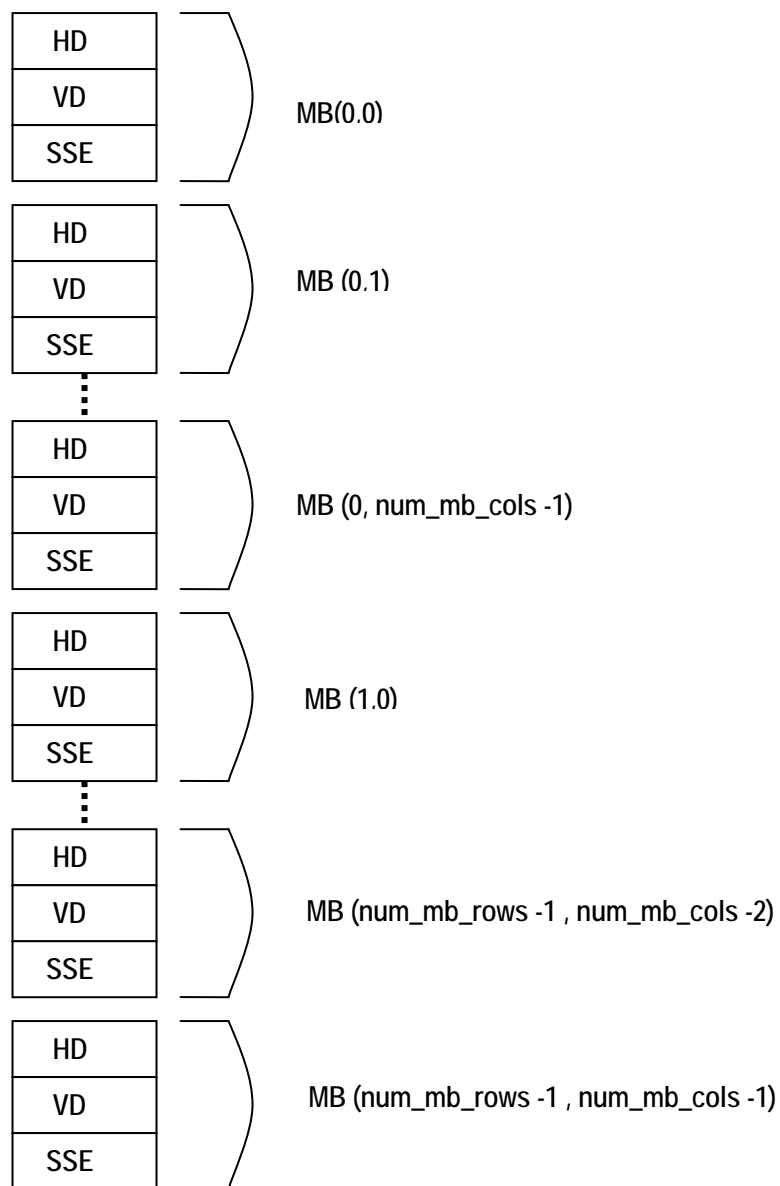 HD
VD
SSE
MB(0,0)
HD
VD
SSE
MB (0,1)
HD
VD
SSE
MB (0, num_mb_cols -1)
HD
VD
SSE
MB (1,0)
HD
VD
SSE
MB (num_mb_rows -1 , num_mb_cols -2)
HD
VD
SSE
MB (num_mb_rows -1 , num_mb_cols -1)